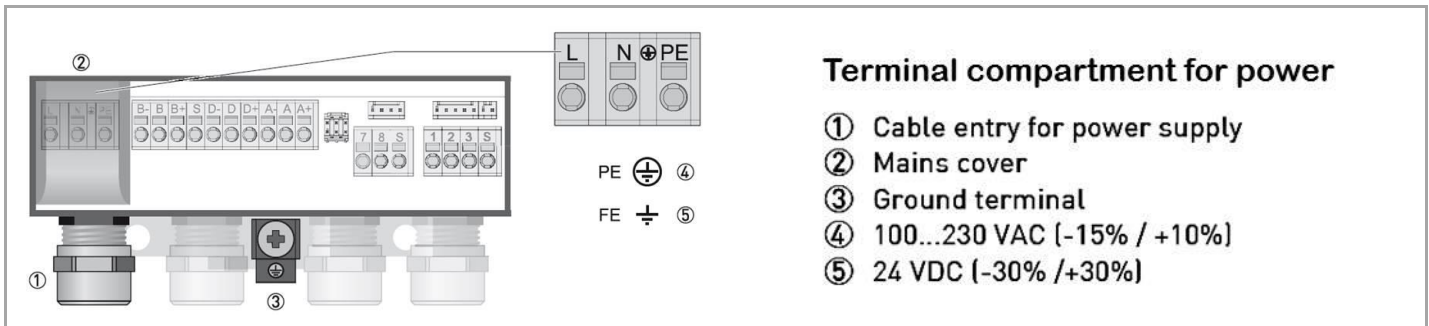 ②
L N PE
L N PE
B- B B+ S D- D D+ A- A A+
7 8 S 1 2 3 S
PE ④
FE ⑤
①
③
Terminal compartment for power
① Cable entry for power supply
② Mains cover
③ Ground terminal
④ 100...230 VAC (-15% / +10%)
⑤ 24 VDC (-30% /+30%)